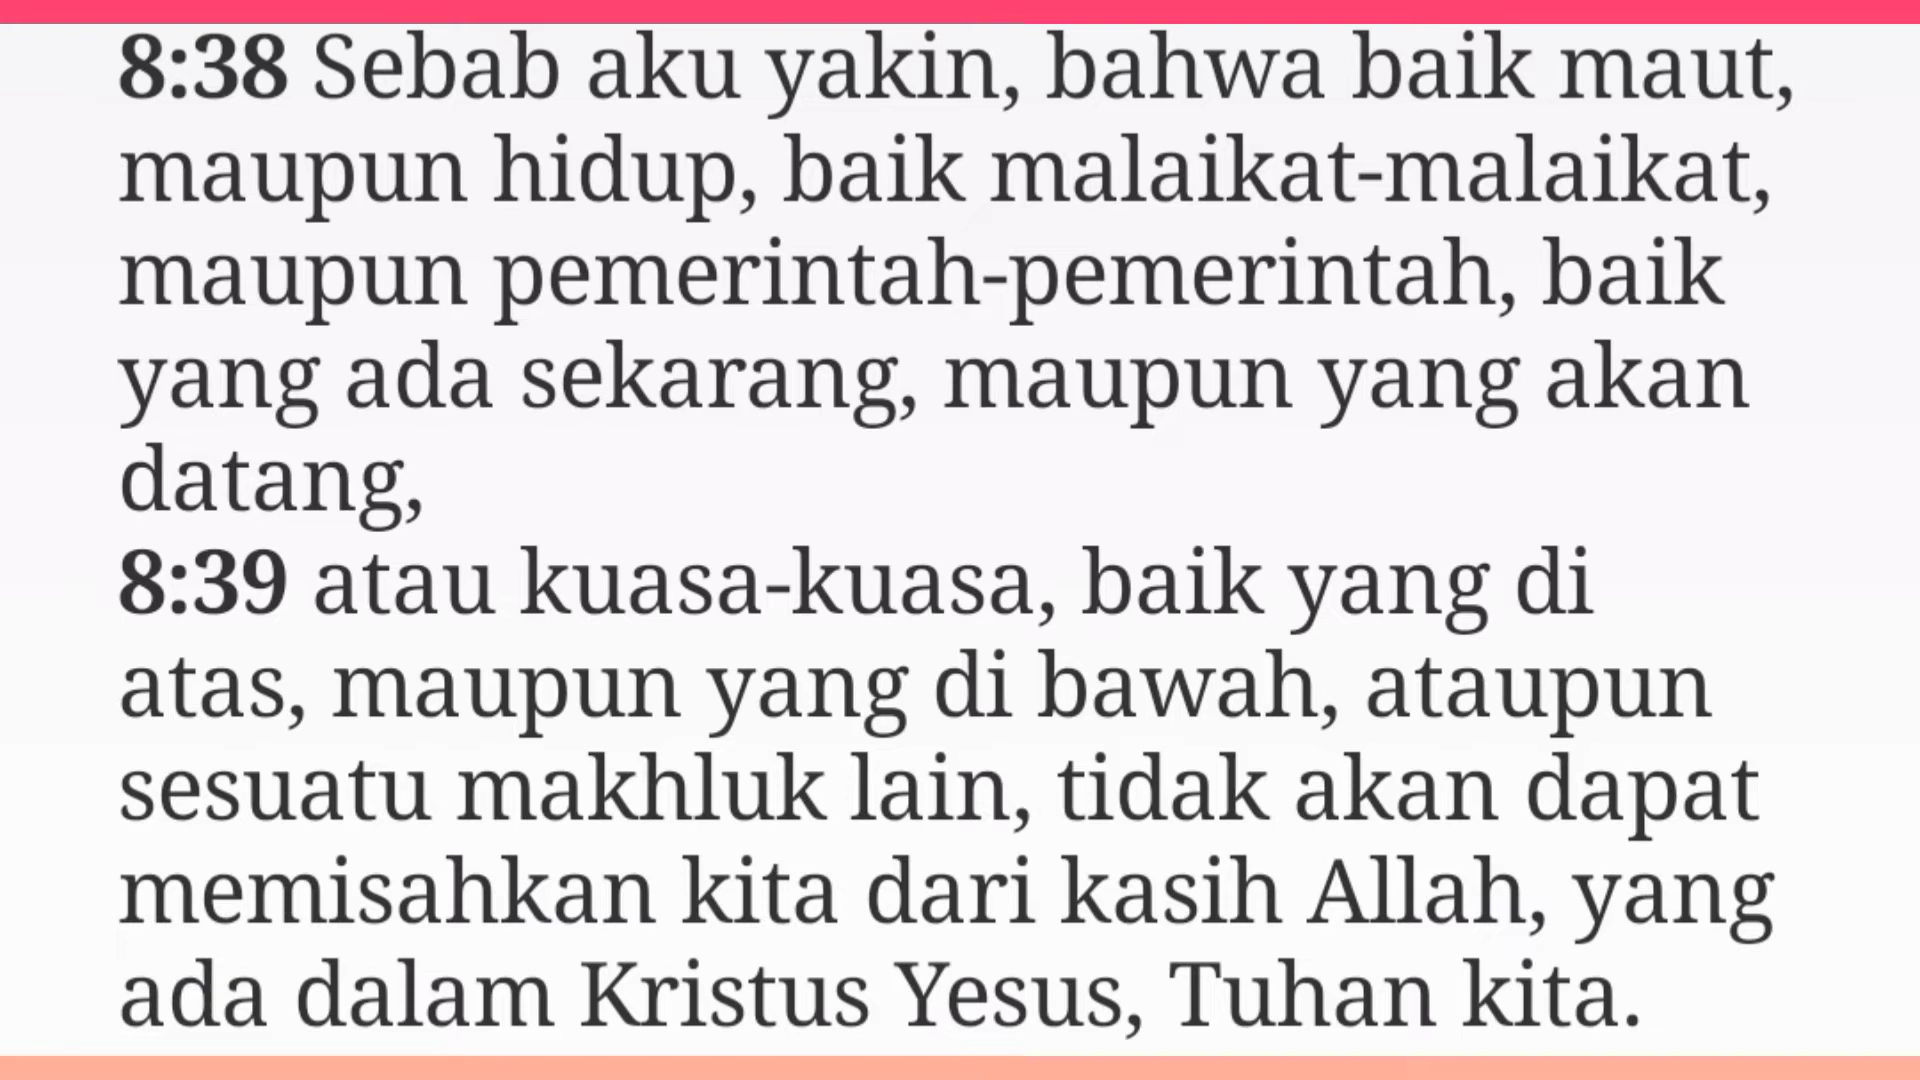 8:38 Sebab aku yakin, bahwa baik maut,
maupun hidup, baik malaikat-malaikat,
maupun pemerintah-pemerintah, baik
yang ada sekarang, maupun yang akan
datang,
8:39 atau kuasa-kuasa, baik yang di
atas, maupun yang di bawah, ataupun
sesuatu makhluk lain, tidak akan dapat
memisahkan kita dari kasih Allah, yang
ada dalam Kristus Yesus, Tuhan kita.